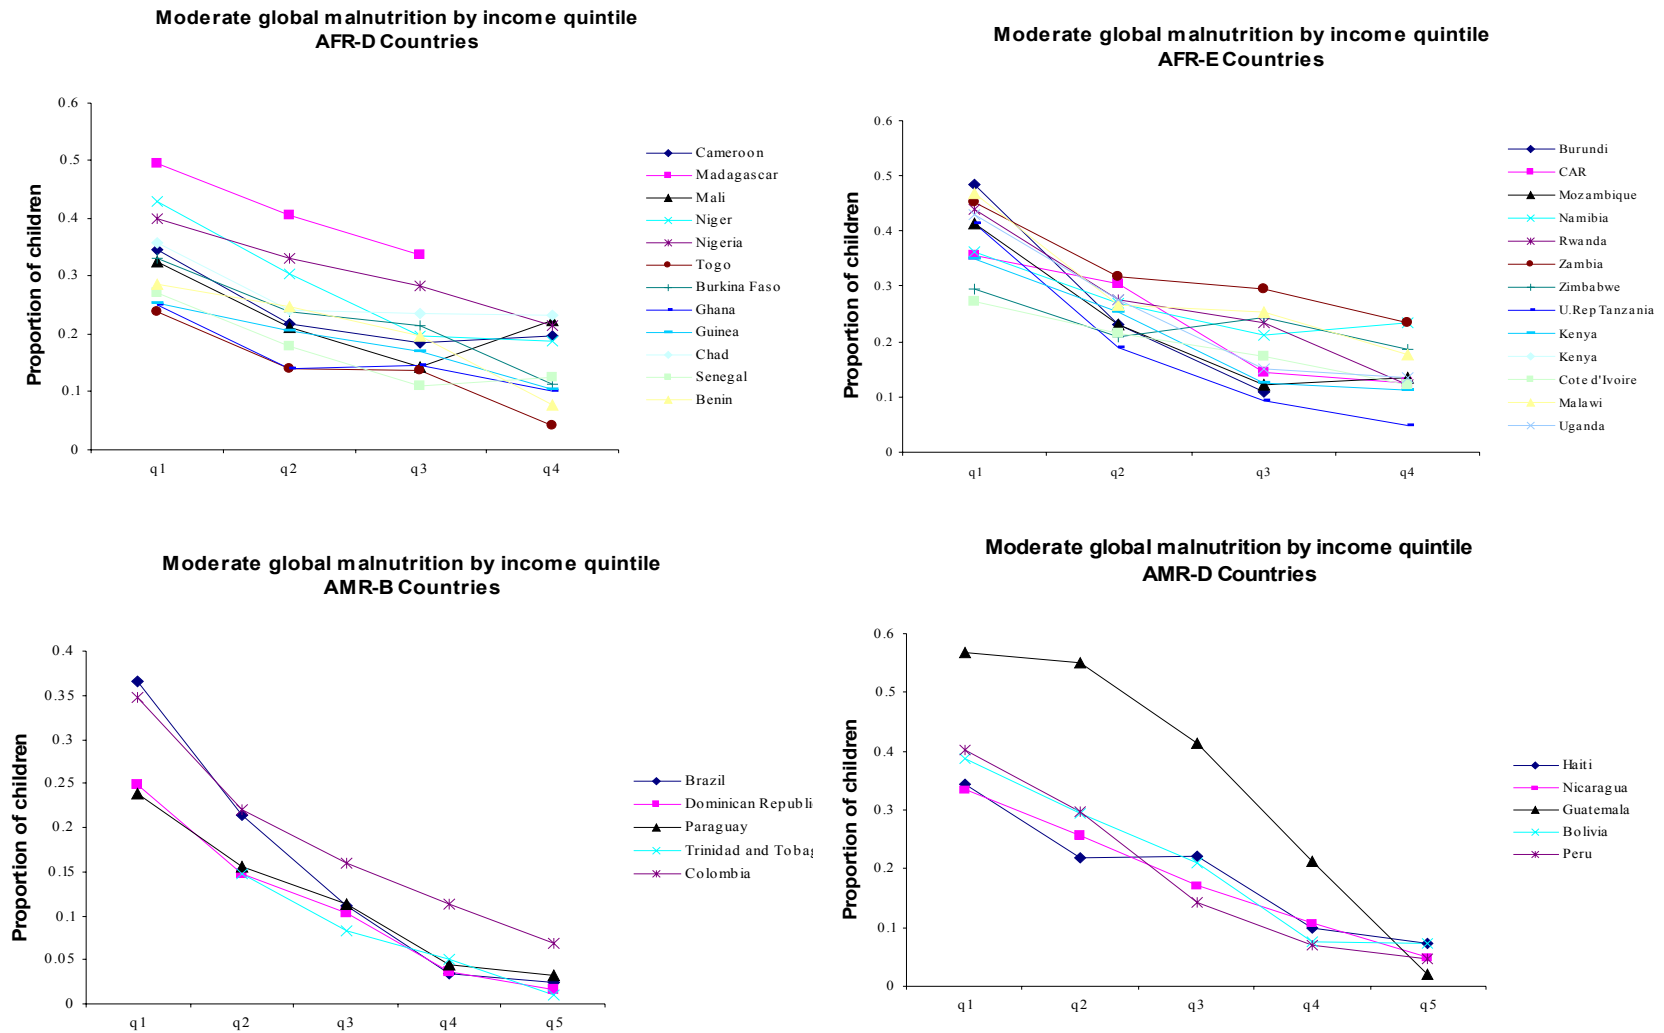 Moderate global malnutrition by income quintile
AFR-D Countries
Proportion of children
0.6
0.5
0.4
0.3
0.2
0.1
0
q1 q2 q3 q4
Cameroon
Madagascar
Mali
Niger
Nigeria
Togo
Burkina Faso
Ghana
Guinea
Chad
Senegal
Benin
Moderate global malnutrition by income quintile
AFR-E Countries
Proportion of children
0.6
0.5
0.4
0.3
0.2
0.1
0
q1 q2 q3 q4
Burundi
CAR
Mozambique
Namibia
Rwanda
Zambia
Zimbabwe
U.Rep Tanzania
Kenya
Kenya
Cote d'Ivoire
Malawi
Uganda
Moderate global malnutrition by income quintile
AMR-B Countries
Proportion of children
0.4
0.35
0.3
0.25
0.2
0.15
0.1
0.05
0
q1 q2 q3 q4 q5
Brazil
Dominican Republi
Paraguay
Trinidad and Tobag
Colombia
Moderate global malnutrition by income quintile
AMR-D Countries
Proportion of children
0.6
0.5
0.4
0.3
0.2
0.1
0
q1 q2 q3 q4 q5
Haiti
Nicaragua
Guatemala
Bolivia
Peru